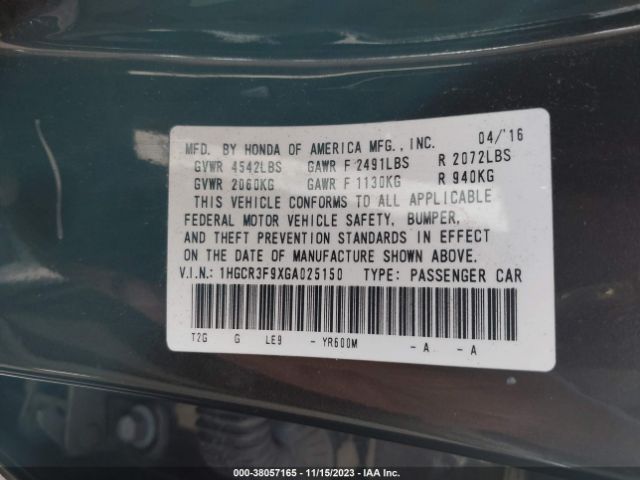 MFD. BY HONDA OF AMERICA MFG., INC. 04/'16
GVWR 4542LBS GAWR F 2491LBS R 2072LBS
GVWR 2060KG GAWR F 1130KG R 940KG
THIS VEHICLE CONFORMS TO ALL APPLICABLE
FEDERAL MOTOR VEHICLE SAFETY, BUMPER,
AND THEFT PREVENTION STANDARDS IN EFFECT
ON THE DATE OF MANUFACTURE SHOWN ABOVE.
V.I.N.: 1HGCR3F9XGA025150 TYPE: PASSENGER CAR
T2G G LE9 - YR600M - A - A
000-38057165 - 11/15/2023 - IAAI.COM